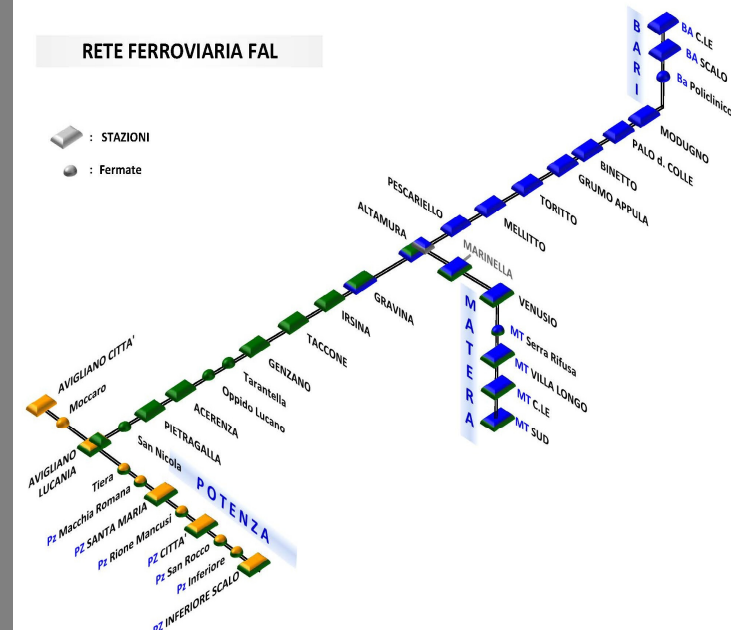 RETE FERROVIARIA FAL
: STAZIONI
: Fermate
BARI
BA C.LE
BA SCALO
Ba Policlinico
MODUGNO
PALO d. COLLE
BINETTO
GRUMO APPULA
TORITTO
MELLITTO
PESCARIELLO
ALTAMURA
MARINELLA
VENUSIO
MATERA
MT Serra Rifusa
MT VILLA LONGO
MT C.LE
MT SUD
GRAVINA
IRSINA
TACCONE
GENZANO
Tarantella
Oppido Lucano
ACERENZA
PIETRAGALLA
San Nicola
AVIGLIANO CITTA'
Moccaro
AVIGLIANO
LUCANIA
POTENZA
Tiera
Pz Macchia Romana
PZ SANTA MARIA
Pz Rione Mancusi
PZ CITTA'
Pz San Rocco
Pz Inferiore
PZ INFERIORE SCALO